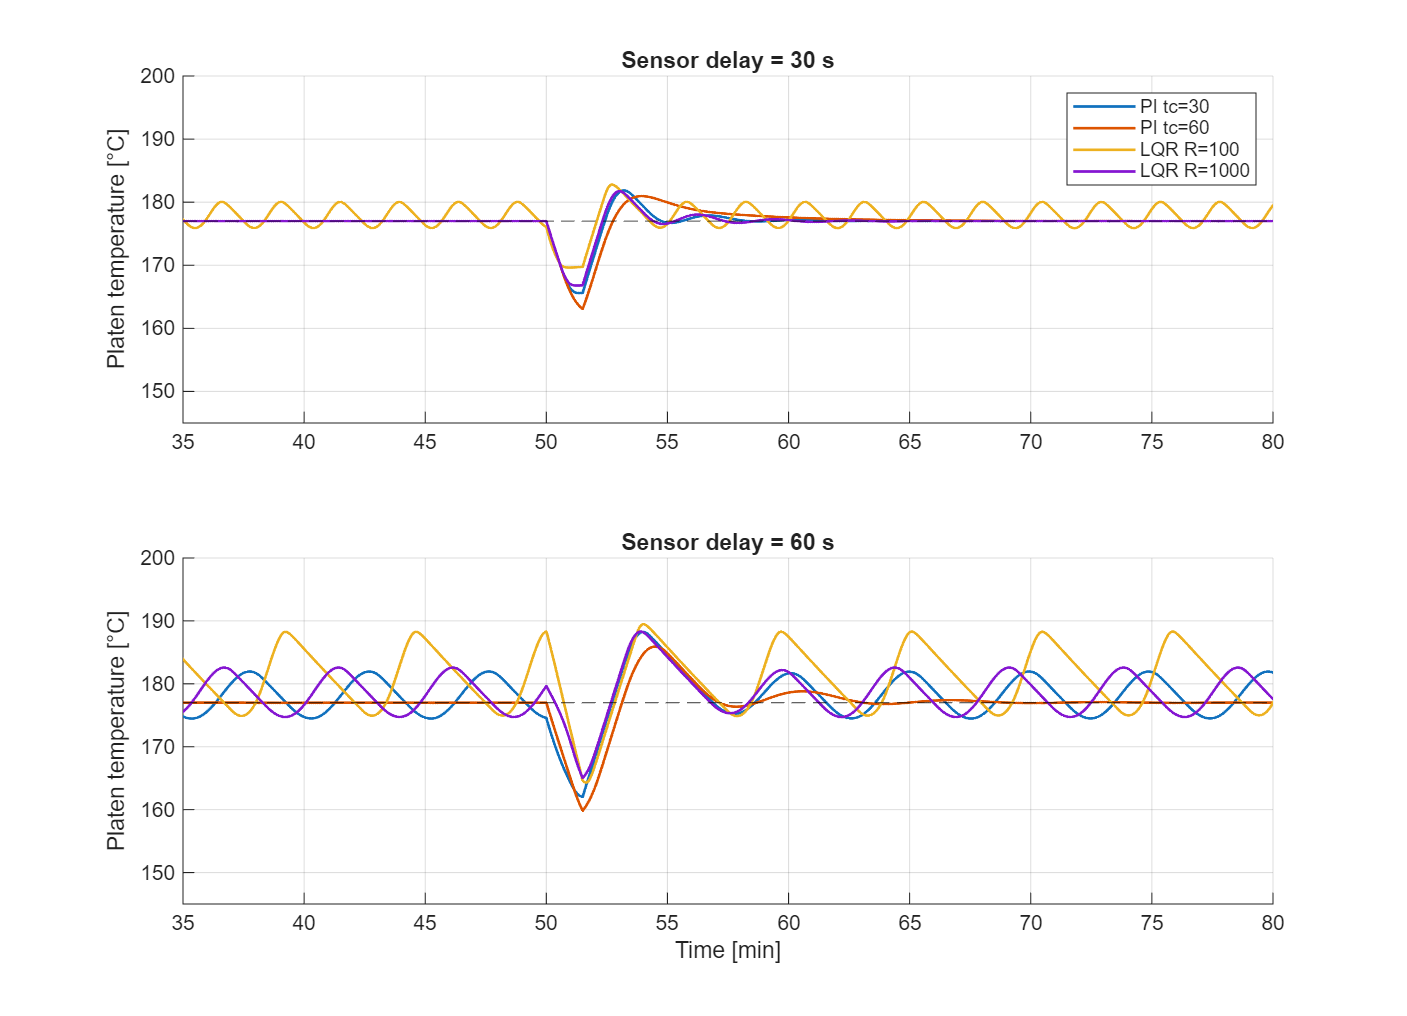 Sensor delay = 30 s
200
190
180
170
160
150
Platen temperature [°C]
PI tc=30
PI tc=60
LQR R=100
LQR R=1000
35 40 45 50 55 60 65 70 75 80
Sensor delay = 60 s
200
190
180
170
160
150
Platen temperature [°C]
35 40 45 50 55 60 65 70 75 80
Time [min]